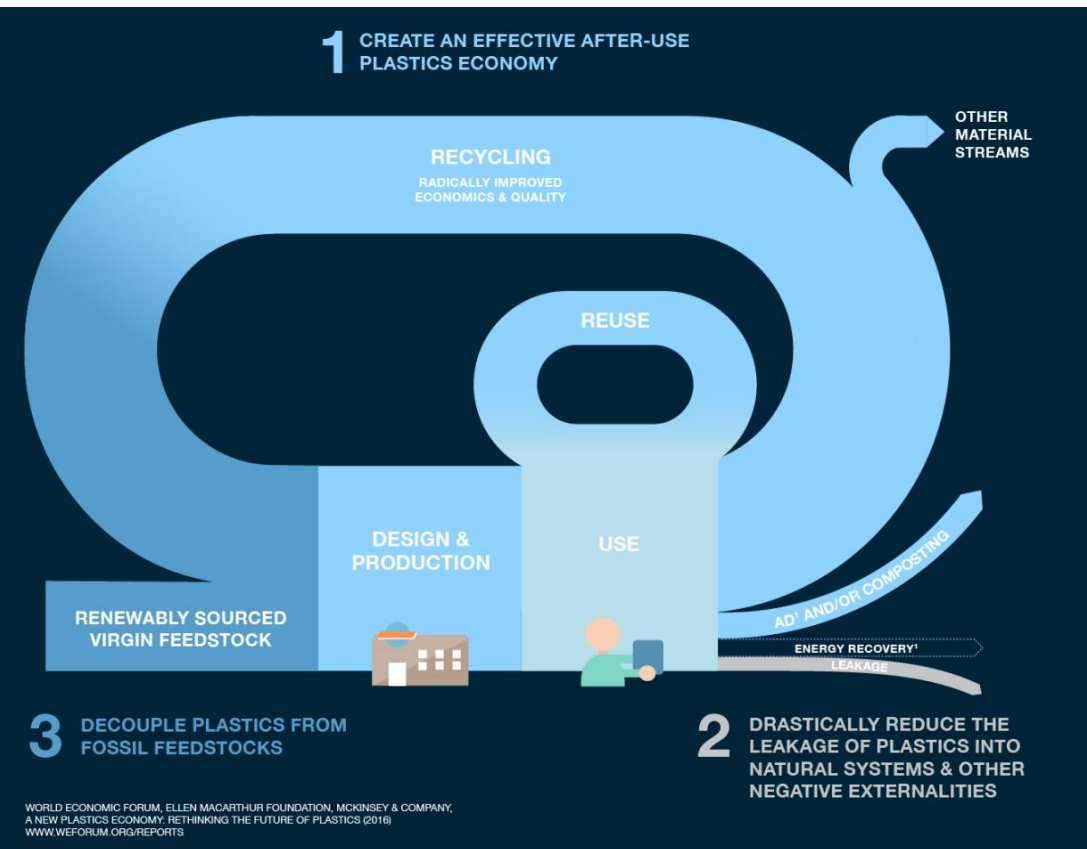 1 CREATE AN EFFECTIVE AFTER-USE
PLASTICS ECONOMY
OTHER
MATERIAL
STREAMS
RECYCLING
RADICALLY IMPROVED
ECONOMICS & QUALITY
REUSE
DESIGN &
PRODUCTION
USE
RENEWABLY SOURCED
VIRGIN FEEDSTOCK
AD¹ AND/OR COMPOSTING
ENERGY RECOVERY¹
LEAKAGE
3 DECOUPLE PLASTICS FROM
FOSSIL FEEDSTOCKS
2 DRASTICALLY REDUCE THE
LEAKAGE OF PLASTICS INTO
NATURAL SYSTEMS & OTHER
NEGATIVE EXTERNALITIES
WORLD ECONOMIC FORUM, ELLEN MACARTHUR FOUNDATION, MCKINSEY & COMPANY,
A NEW PLASTICS ECONOMY: RETHINKING THE FUTURE OF PLASTICS (2016)
WWW.WEFORUM.ORG/REPORTS